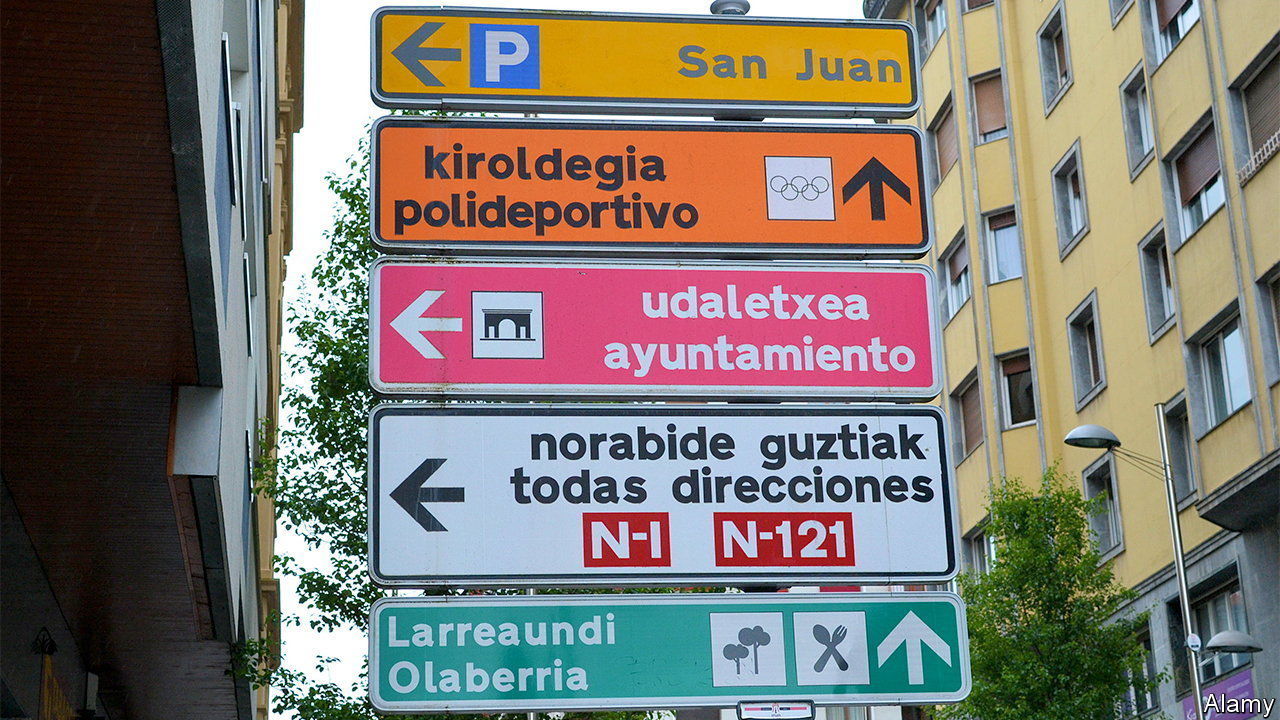 P San Juan
kiroldegia
polideportivo
udaletxea
ayuntamiento
norabide guztiak
todas direcciones
N-I N-121
Larreaundi
Olaberria
Alamy